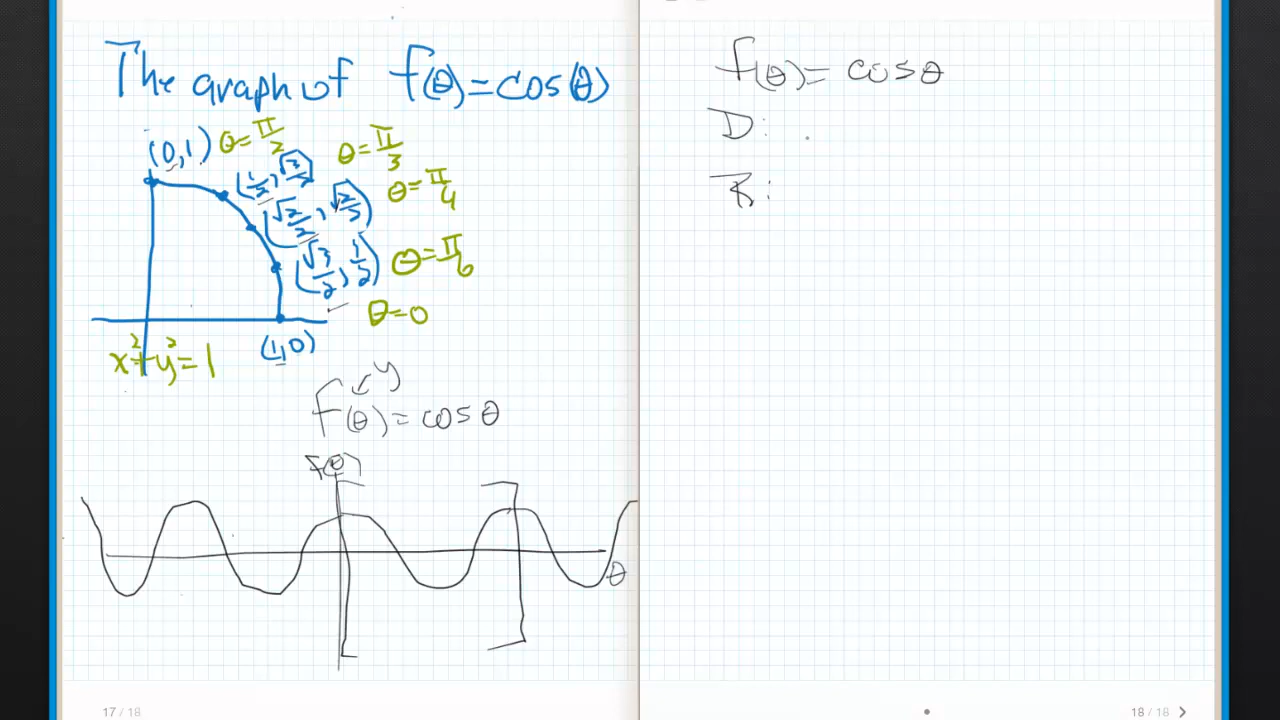 The graph of f(θ)=cos(θ)
(0,1) θ=π/2
(1/2, √3/2) θ=π/3
(√2/2, √2/2) θ=π/4
(√3/2, 1/2) θ=π/6
θ=0
(1,0)
x²+y²=1
y
f(θ)=cosθ
f(θ)
θ
17 / 18
f(θ)=cosθ
D:
R:
18 / 18